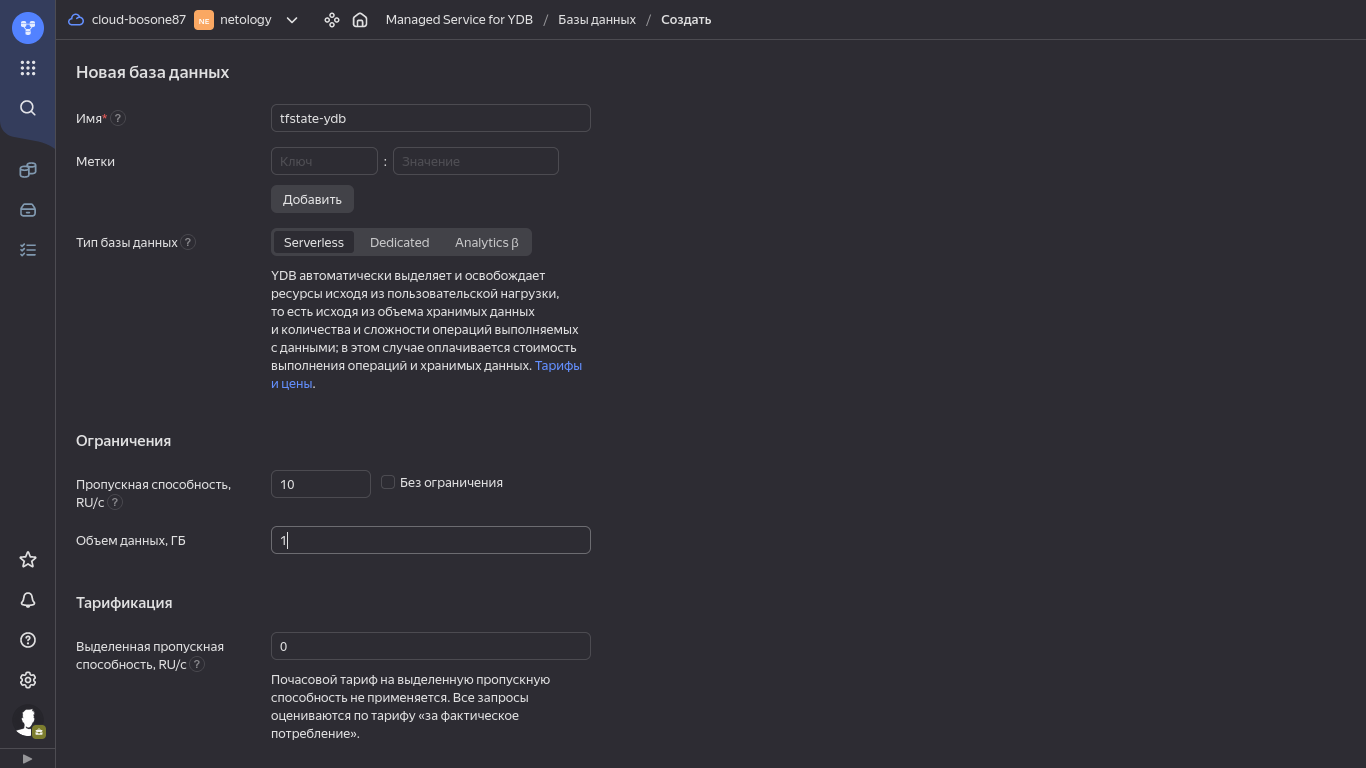 cloud-bosone87 NE netology Managed Service for YDB / Базы данных / Создать
Новая база данных
Имя* ? tfstate-ydb
Метки Ключ : Значение
Добавить
Тип базы данных ? Serverless Dedicated Analytics β
YDB автоматически выделяет и освобождает
ресурсы исходя из пользовательской нагрузки,
то есть исходя из объема хранимых данных
и количества и сложности операций выполняемых
с данными; в этом случае оплачивается стоимость
выполнения операций и хранимых данных. Тарифы
и цены.
Ограничения
Пропускная способность,
RU/с ? 10 Без ограничения
Объем данных, ГБ 1
Тарификация
Выделенная пропускная
способность, RU/с ? 0
Почасовой тариф на выделенную пропускную
способность не применяется. Все запросы
оцениваются по тарифу «за фактическое
потребление».